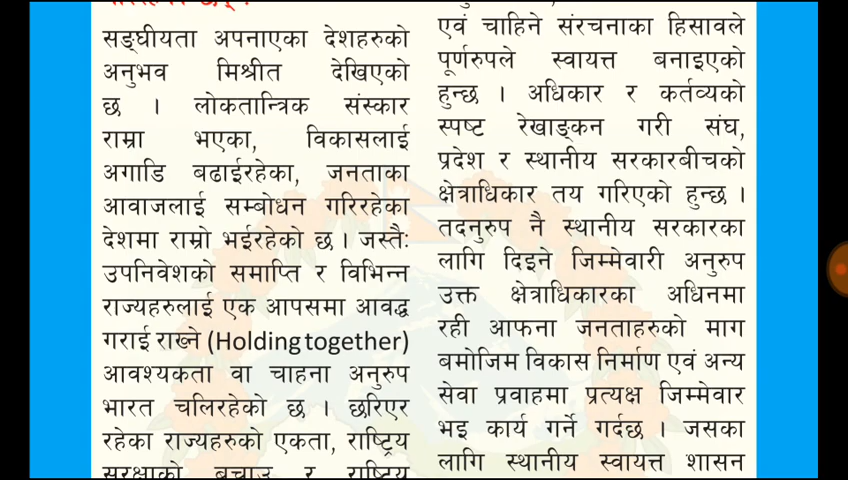 सङ्घीयता अपनाएका देशहरुको
अनुभव मिश्रीत देखिएको
छ । लोकतान्त्रिक संस्कार
राम्रा भएका, विकासलाई
अगाडि बढाईरहेका, जनताका
आवाजलाई सम्बोधन गरिरहेका
देशमा राम्रो भईरहेको छ । जस्तैः
उपनिवेशको समाप्ति र विभिन्न
राज्यहरुलाई एक आपसमा आवद्ध
गराई राख्ने (Holding together)
आवश्यकता वा चाहना अनुरुप
भारत चलिरहेको छ । छरिएर
रहेका राज्यहरुको एकता, राष्ट्रिय
सुरक्षाको बचाउ र राष्ट्रिय
एवं चाहिने संरचनाका हिसावले
पूर्णरुपले स्वायत्त बनाइएको
हुन्छ । अधिकार र कर्तव्यको
स्पष्ट रेखाङ्कन गरी संघ,
प्रदेश र स्थानीय सरकारबीचको
क्षेत्राधिकार तय गरिएको हुन्छ ।
तदनुरुप नै स्थानीय सरकारका
लागि दिइने जिम्मेवारी अनुरुप
उक्त क्षेत्राधिकारका अधिनमा
रही आफना जनताहरुको माग
बमोजिम विकास निर्माण एवं अन्य
सेवा प्रवाहमा प्रत्यक्ष जिम्मेवार
भइ कार्य गर्ने गर्दछ । जसका
लागि स्थानीय स्वायत्त शासन